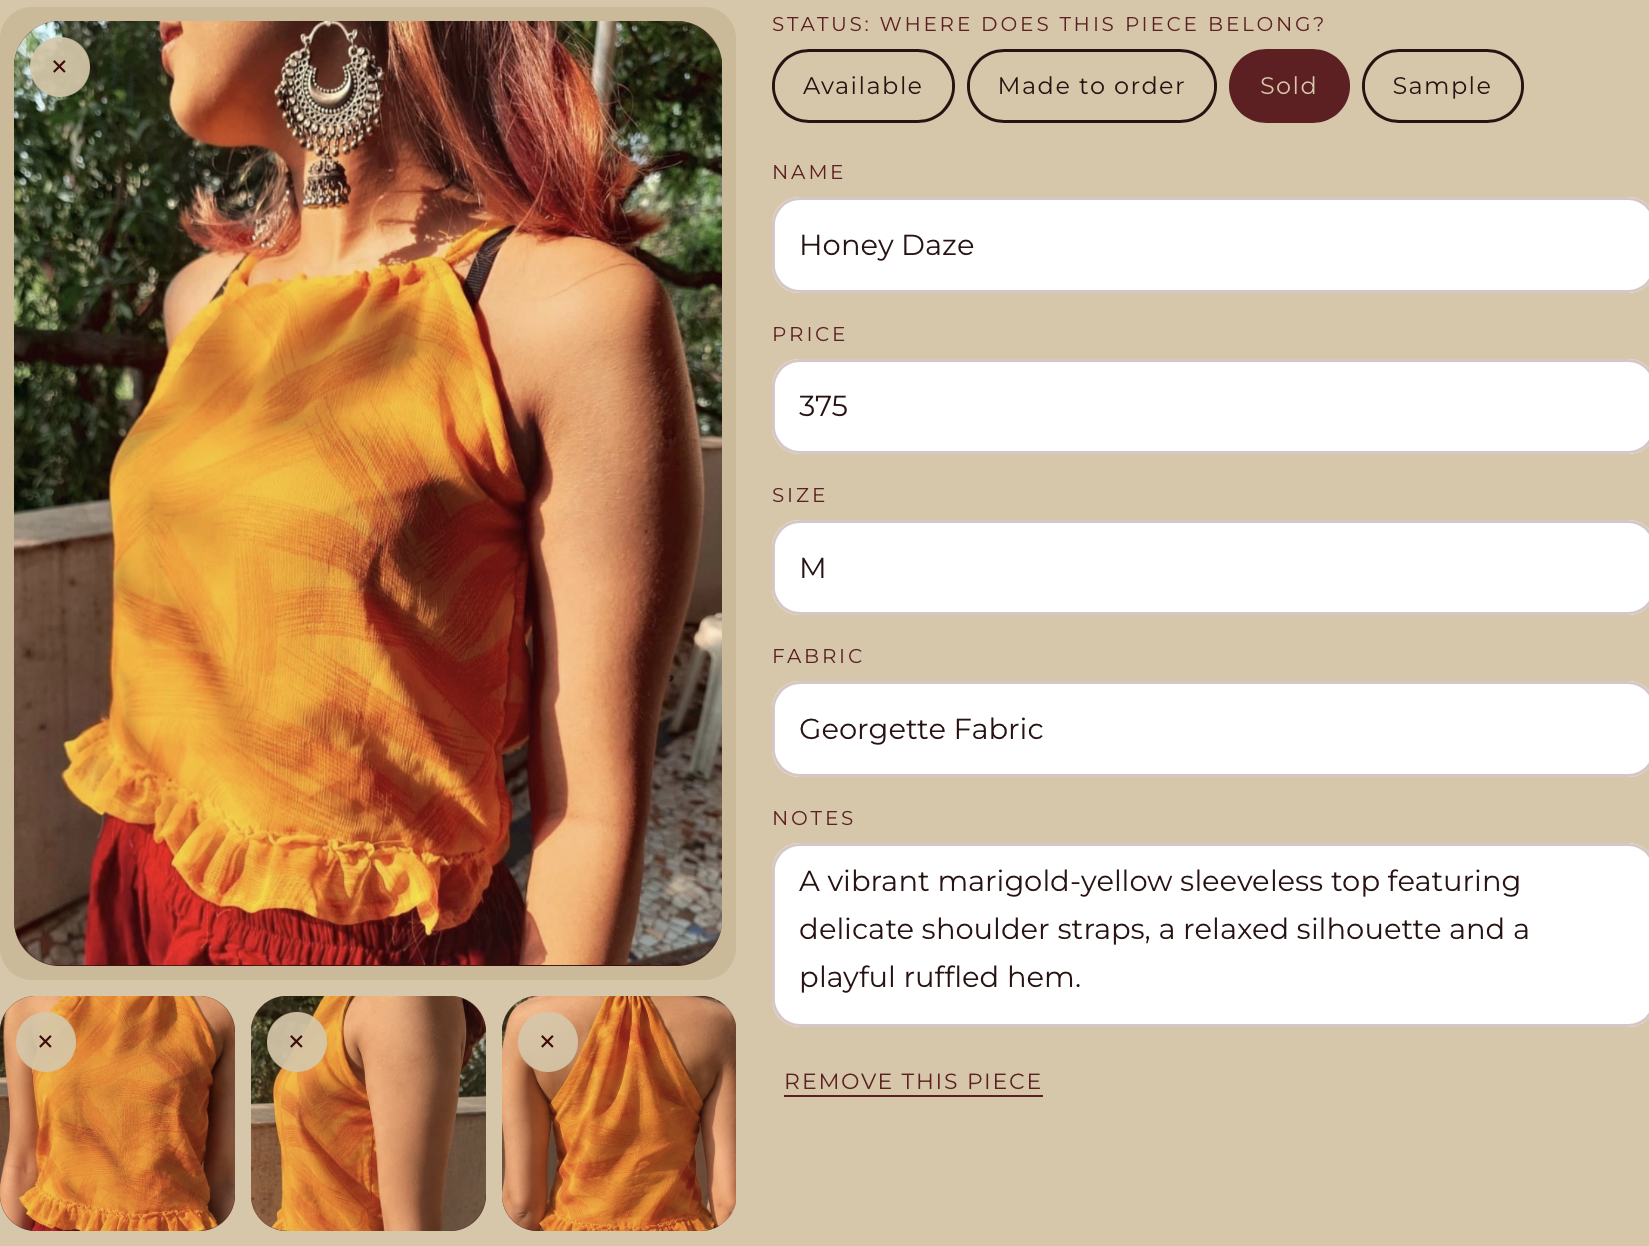 STATUS: WHERE DOES THIS PIECE BELONG?
Available Made to order Sold Sample
NAME
Honey Daze
PRICE
375
SIZE
M
FABRIC
Georgette Fabric
NOTES
A vibrant marigold-yellow sleeveless top featuring
delicate shoulder straps, a relaxed silhouette and a
playful ruffled hem.
REMOVE THIS PIECE